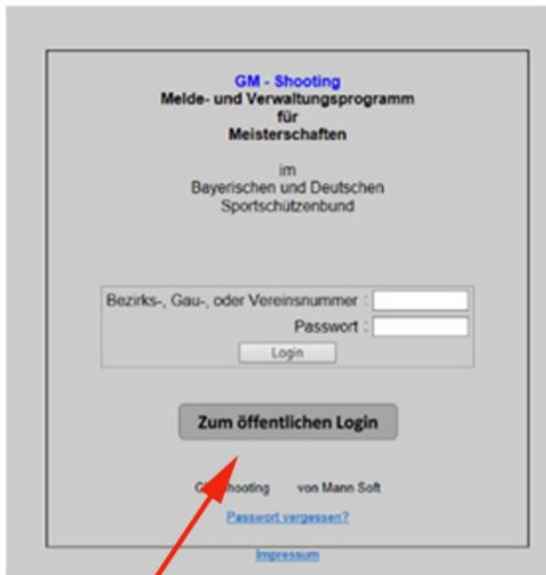 GM - Shooting
Melde- und Verwaltungsprogramm
für
Meisterschaften
im
Bayerischen und Deutschen
Sportschützenbund
Bezirks-, Gau-, oder Vereinsnummer :
Passwort :
Login
Zum öffentlichen Login
Shooting von Mann Soft
Passwort vergessen?
Impressum